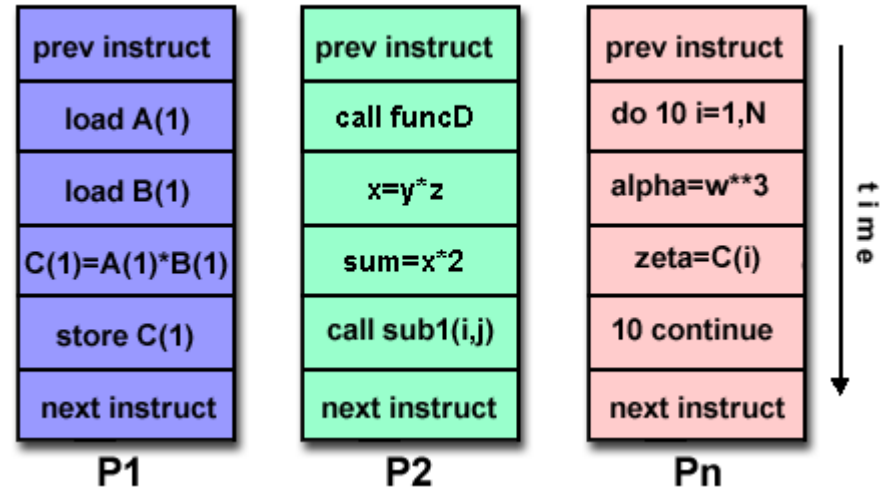 prev instruct
load A(1)
load B(1)
C(1)=A(1)*B(1)
store C(1)
next instruct
P1
prev instruct
call funcD
x=y*z
sum=x*2
call sub1(i,j)
next instruct
P2
prev instruct
do 10 i=1,N
alpha=w**3
zeta=C(i)
10 continue
next instruct
Pn
time